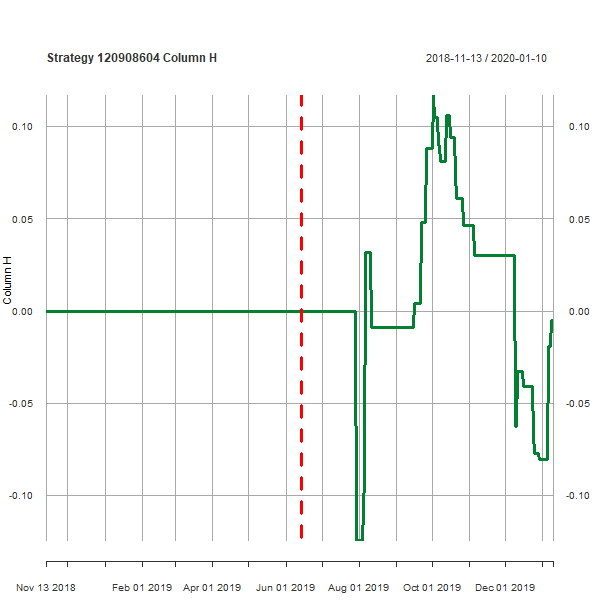 Strategy 120908604 Column H 2018-11-13 / 2020-01-10
0.10 0.10
0.05 0.05
Column H
0.00 0.00
-0.05 -0.05
-0.10 -0.10
Nov 13 2018 Feb 01 2019 Apr 01 2019 Jun 01 2019 Aug 01 2019 Oct 01 2019 Dec 01 2019